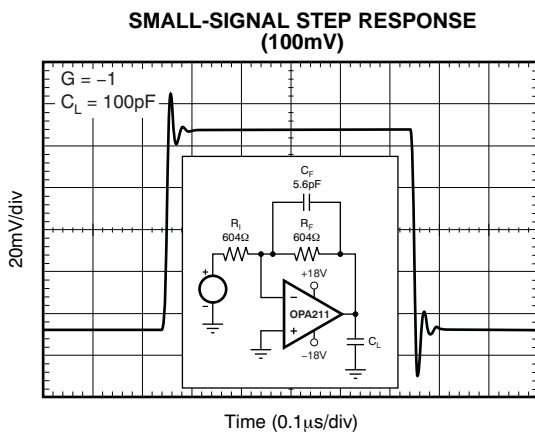 SMALL-SIGNAL STEP RESPONSE
(100mV)
G = −1
C_L = 100pF
20mV/div
C_F
5.6pF
R_I
604Ω
R_F
604Ω
+18V
+
−
−
OPA211
+
−18V
C_L
Time (0.1μs/div)